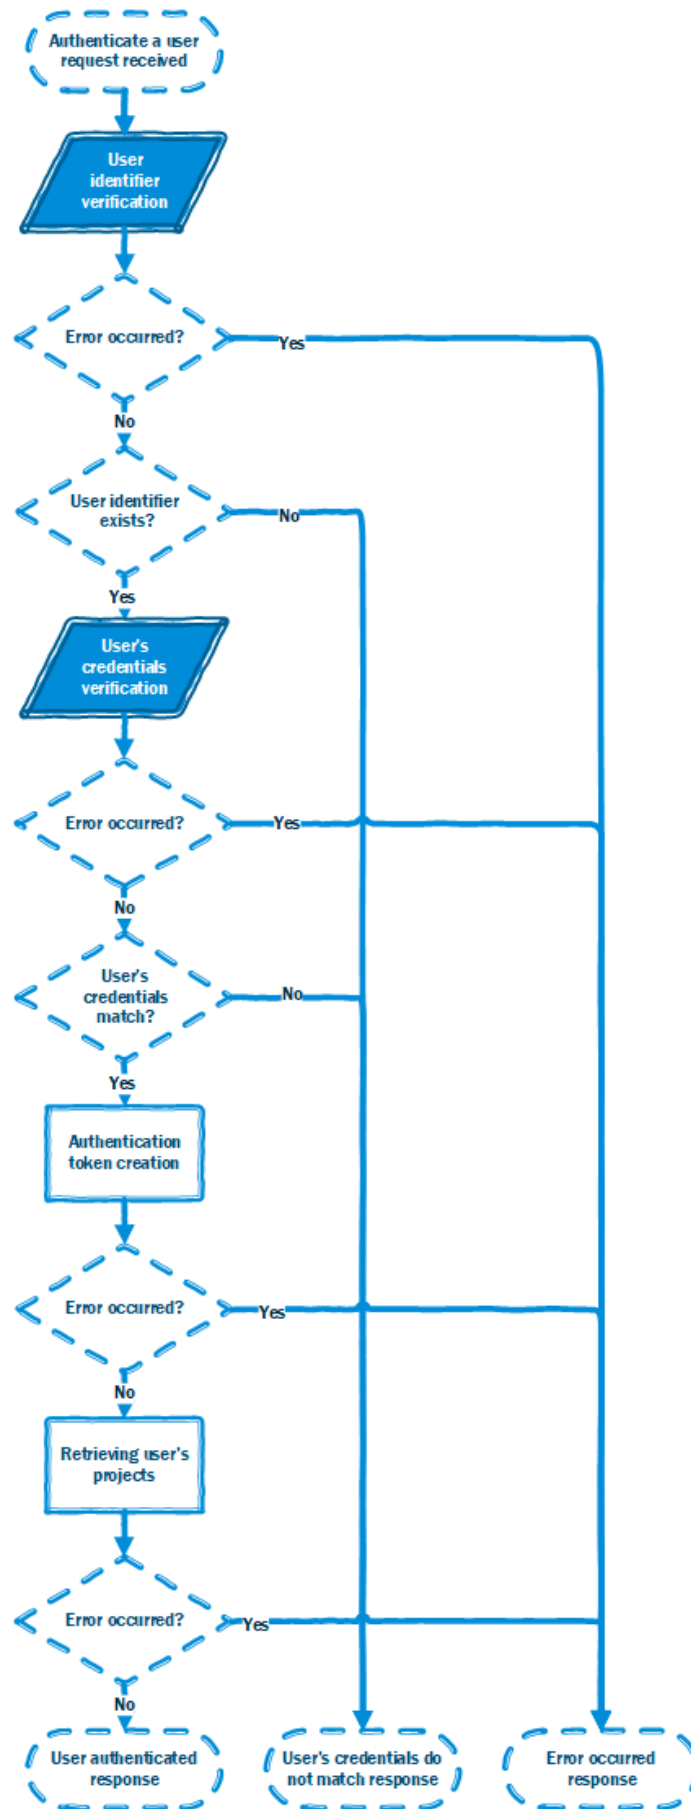 Authenticate a user
request received
User
identifier
verification
Error occurred?
Yes
No
User identifier
exists?
No
Yes
User's
credentials
verification
Error occurred?
Yes
No
User's
credentials
match?
No
Yes
Authentication
token creation
Error occurred?
Yes
No
Retrieving user's
projects
Error occurred?
Yes
No
User authenticated
response
User's credentials do
not match response
Error occurred
response